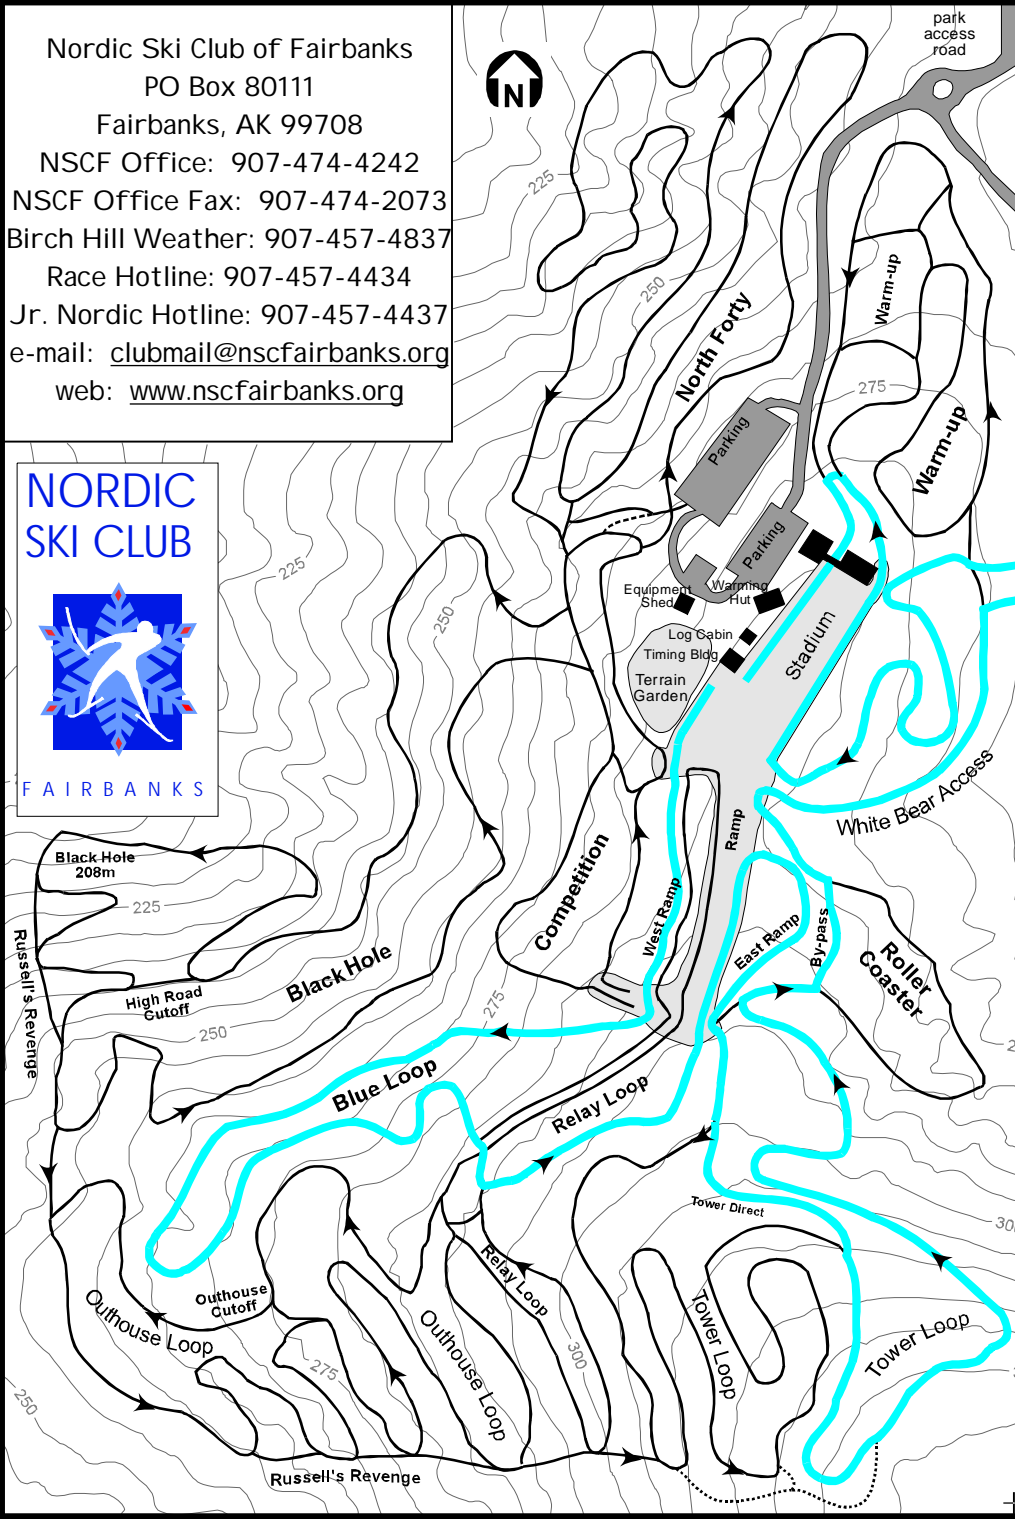 Nordic Ski Club of Fairbanks
PO Box 80111
Fairbanks, AK 99708
NSCF Office:  907-474-4242
NSCF Office Fax:  907-474-2073
Birch Hill Weather: 907-457-4837
Race Hotline: 907-457-4434
Jr. Nordic Hotline: 907-457-4437
e-mail:  clubmail@nscfairbanks.org
web:  www.nscfairbanks.org
N
park
access
road
225
250
North Forty
Warm-up
275
Warm-up
Parking
Parking
NORDIC
SKI CLUB
FAIRBANKS
225
250
Equipment
Shed
Warming
Hut
Log Cabin
Timing Bldg
Terrain
Garden
Stadium
White Bear Access
Ramp
Black Hole
208m
225
Russell's Revenge
High Road
Cutoff
250
Black Hole
Competition
West Ramp
East Ramp
By-pass
Roller
Coaster
275
Blue Loop
Relay Loop
Tower Direct
Outhouse
Cutoff
Outhouse Loop
Relay Loop
Outhouse Loop
275
300
Tower Loop
Tower Loop
250
Russell's Revenge